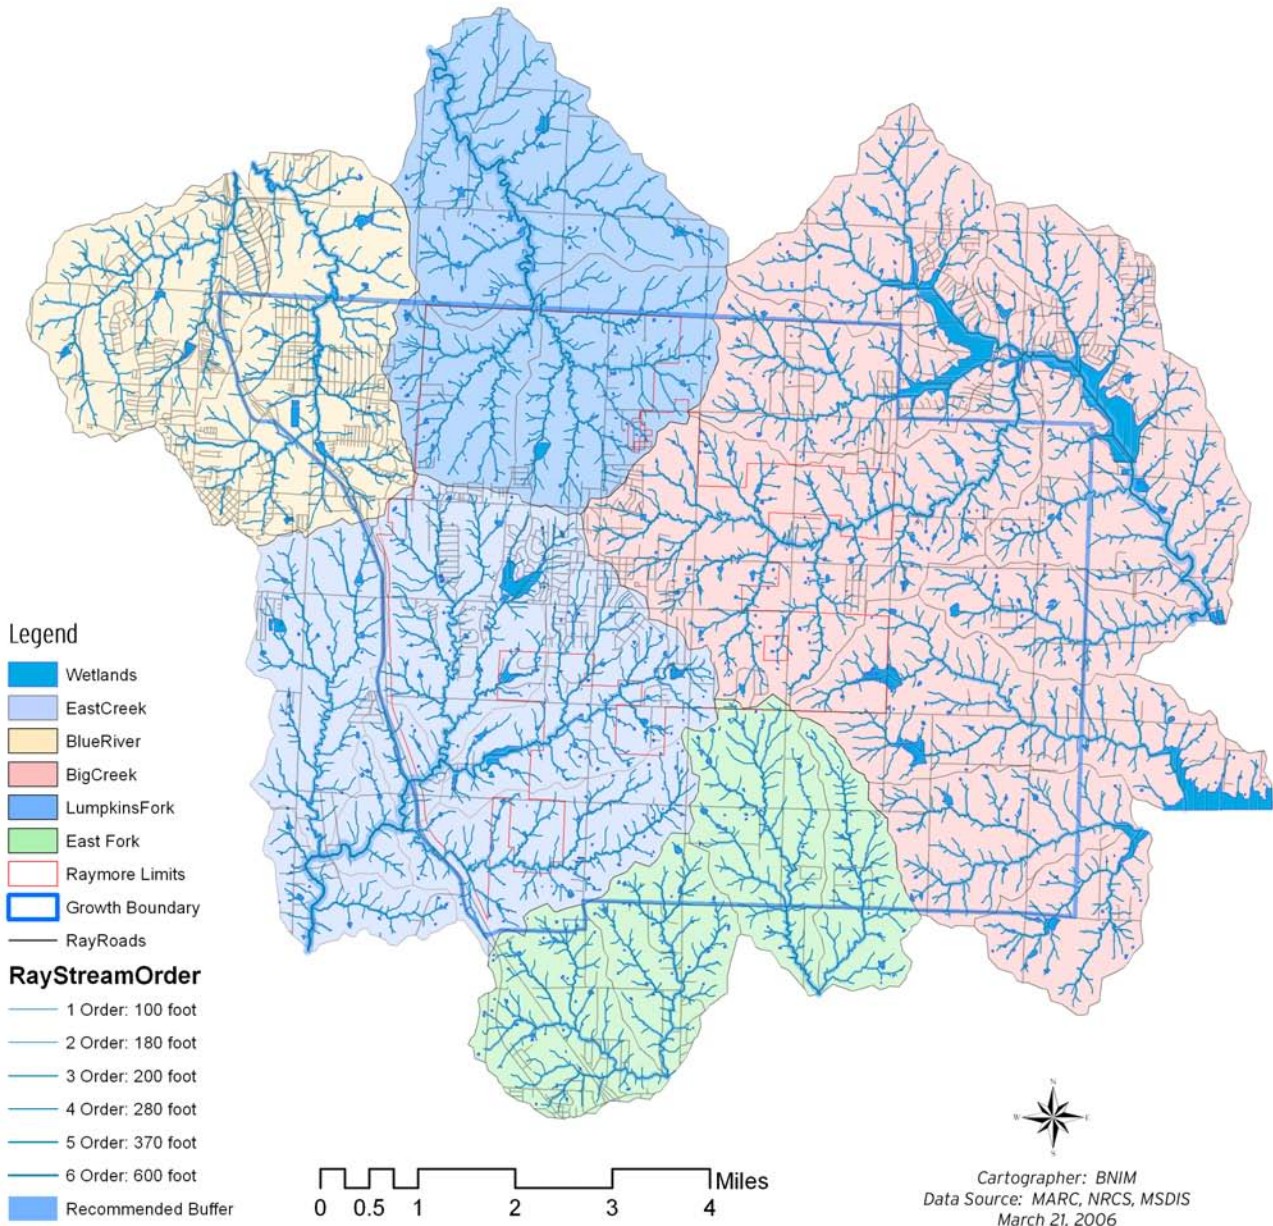 Legend
Wetlands
EastCreek
BlueRiver
BigCreek
LumpkinsFork
East Fork
Raymore Limits
Growth Boundary
RayRoads
RayStreamOrder
1 Order: 100 foot
2 Order: 180 foot
3 Order: 200 foot
4 Order: 280 foot
5 Order: 370 foot
6 Order: 600 foot
Recommended Buffer
0 0.5 1 2 3 4 Miles
N
W E
S
Cartographer: BNIM
Data Source: MARC, NRCS, MSDIS
March 21, 2006